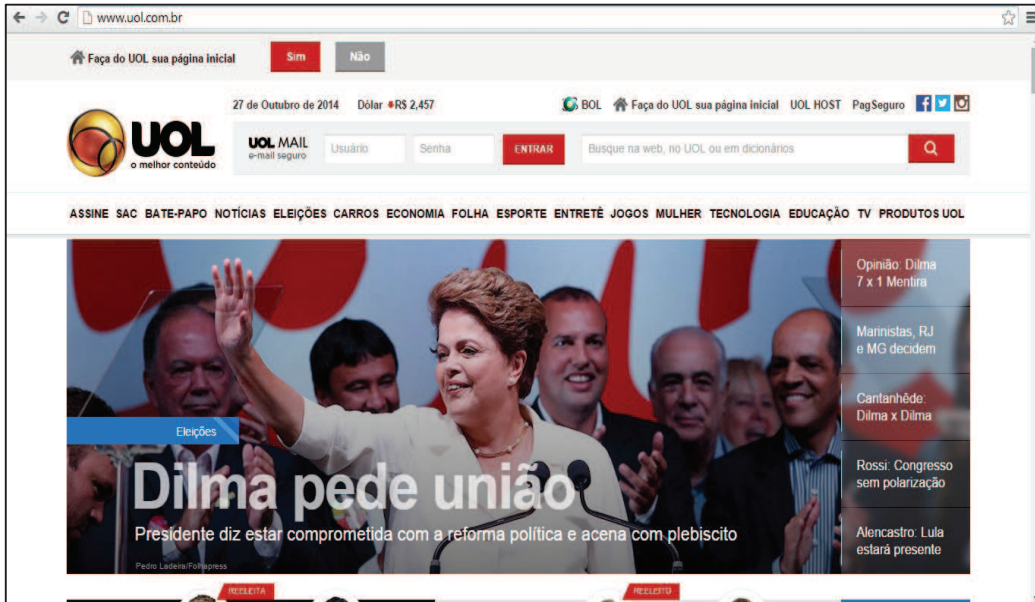 www.uol.com.br
Faça do UOL sua página inicial Sim Não
27 de Outubro de 2014 Dólar R$ 2,457 BOL Faça do UOL sua página inicial UOL HOST PagSeguro
UOL
o melhor conteúdo
UOL MAIL
e-mail seguro
Usuário Senha ENTRAR Busque na web, no UOL ou em dicionários
ASSINE SAC BATE-PAPO NOTÍCIAS ELEIÇÕES CARROS ECONOMIA FOLHA ESPORTE ENTRETÊ JOGOS MULHER TECNOLOGIA EDUCAÇÃO TV PRODUTOS UOL
Eleições
Dilma pede união
Presidente diz estar comprometida com a reforma política e acena com plebiscito
Pedro Ladeira/Folhapress
Opinião: Dilma
7 x 1 Mentira
Marinistas, RJ
e MG decidem
Cantanhêde:
Dilma x Dilma
Rossi: Congresso
sem polarização
Alencastro: Lula
estará presente
REELEITA REELEITO